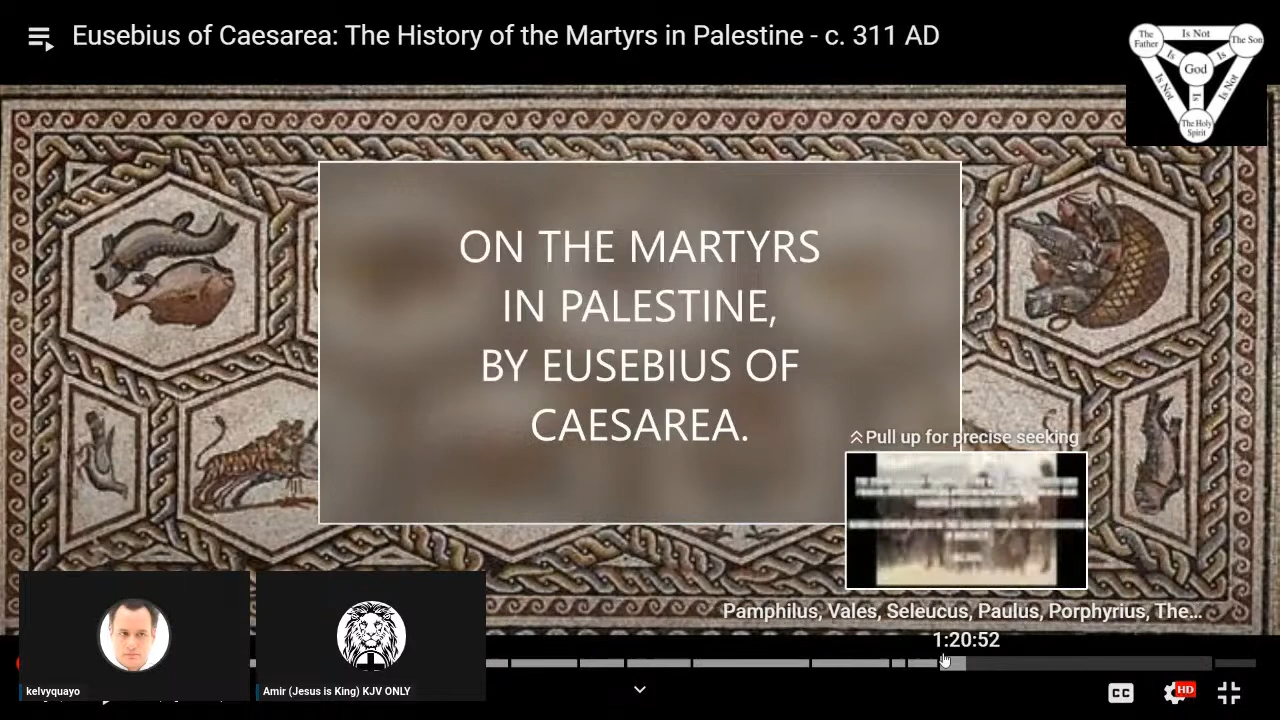 Eusebius of Caesarea: The History of the Martyrs in Palestine - c. 311 AD
The Father
Is Not
The Son
Is
Is
God
Is Not
Is
Is Not
The Holy Spirit
ON THE MARTYRS
IN PALESTINE,
BY EUSEBIUS OF
CAESAREA.
Pull up for precise seeking
Pamphilus, Vales, Seleucus, Paulus, Porphyrius, The...
1:20:52
kelvyquayo
Amir (Jesus is King) KJV ONLY
CC
HD